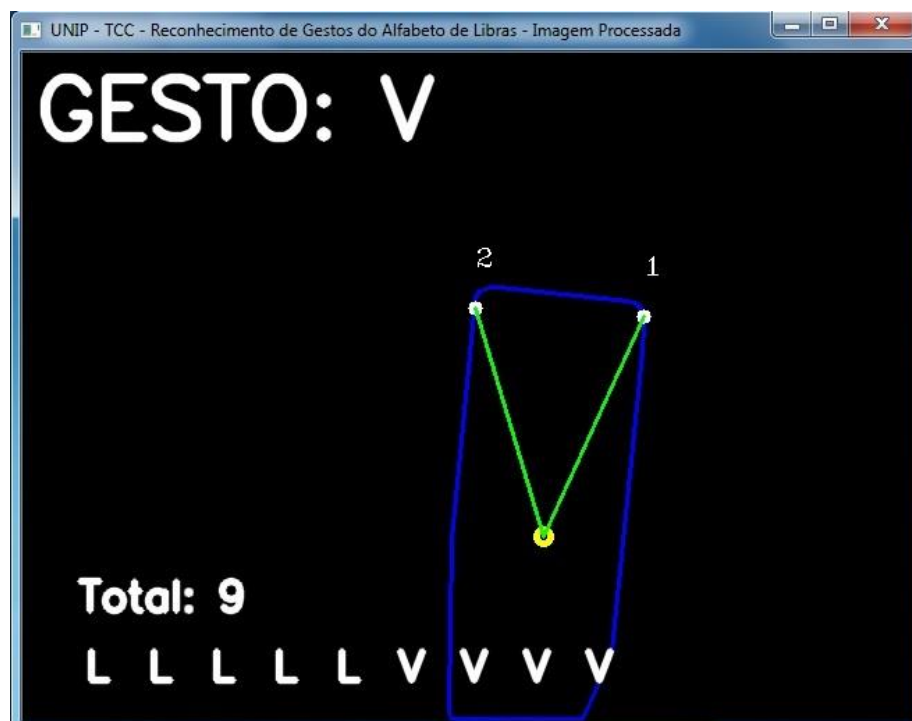 UNIP - TCC - Reconhecimento de Gestos do Alfabeto de Libras - Imagem Processada
GESTO: V
2 1
Total: 9
L L L L L V V V V